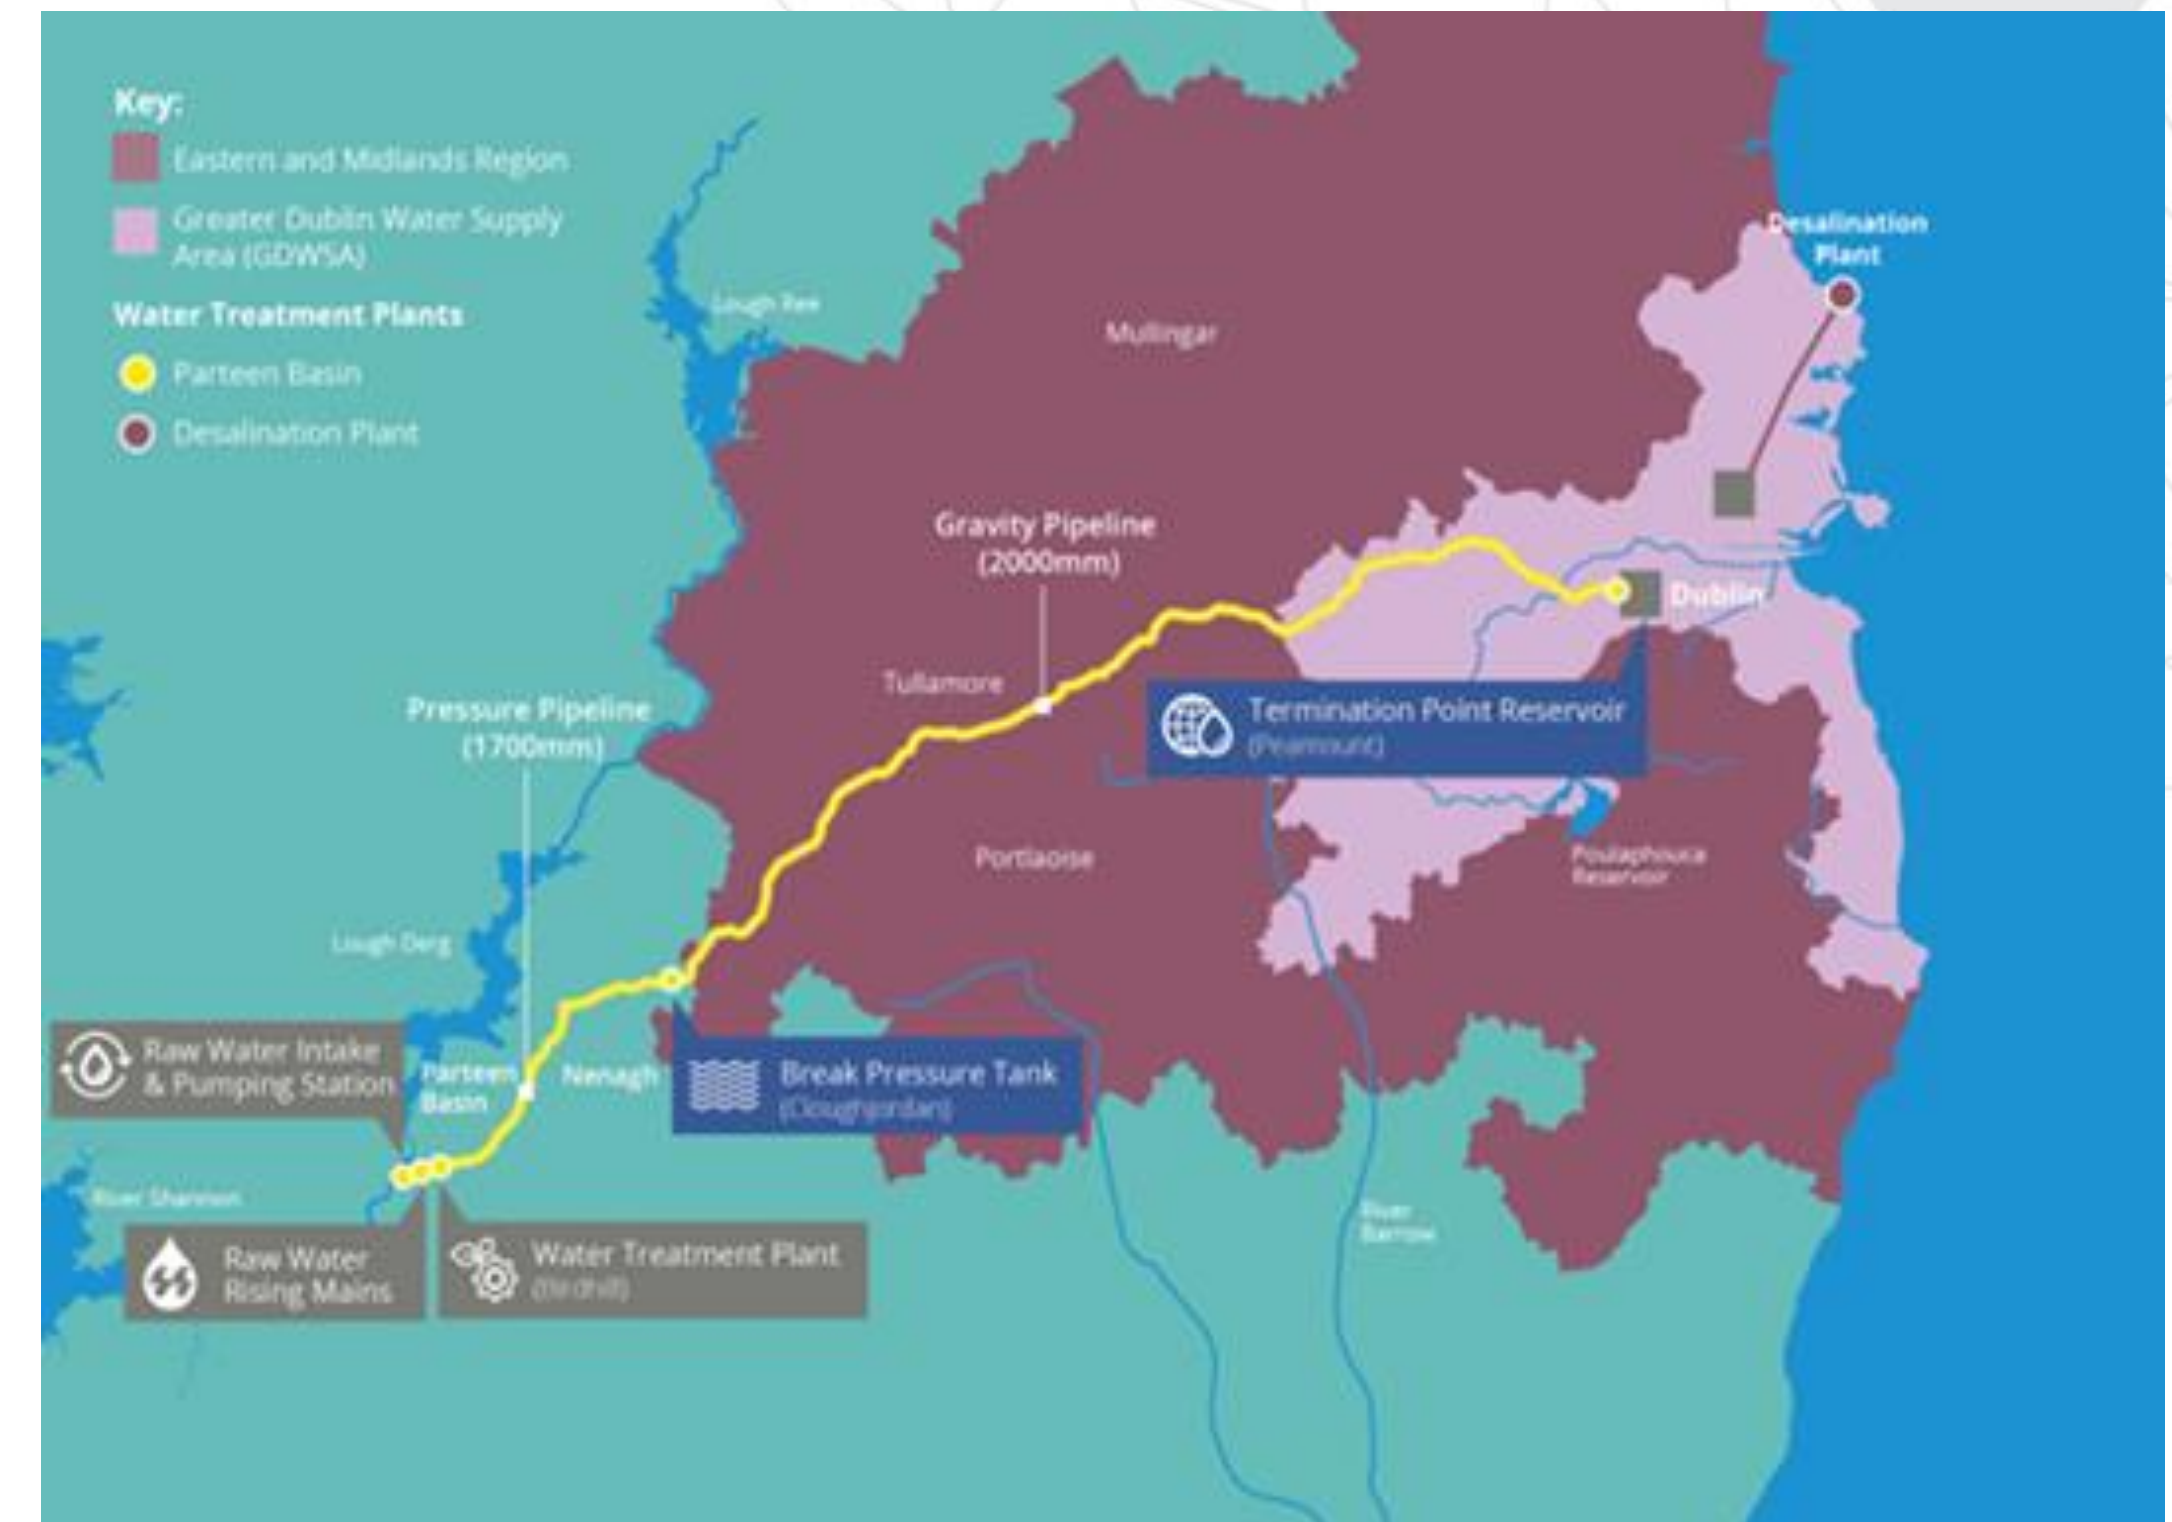 Key:
Eastern and Midlands Region
Greater Dublin Water Supply
Area (GDWSA)
Water Treatment Plants
Parteen Basin
Desalination Plant
Desalination
Plant
Lough Ree
Mullingar
Gravity Pipeline
(2000mm)
Dublin
Tullamore
Pressure Pipeline
(1700mm)
Termination Point Reservoir
(Peamount)
Portlaoise
Poulaphouca
Reservoir
Lough Derg
Raw Water Intake
& Pumping Station
Parteen
Basin
Nenagh
Break Pressure Tank
(Cloughjordan)
River Shannon
River
Barrow
Raw Water
Rising Mains
Water Treatment Plant
(Birdhill)